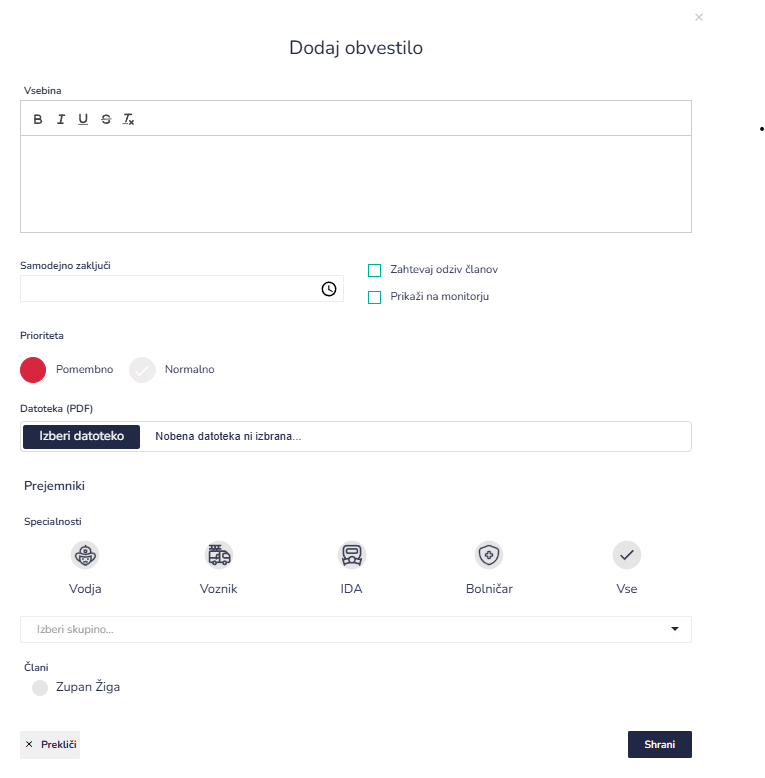 Dodaj obvestilo
Vsebina
B I U S Tx
Samodejno zaključi
Zahtevaj odziv članov
Prikaži na monitorju
Prioriteta
Pomembno Normalno
Datoteka (PDF)
Izberi datoteko Nobena datoteka ni izbrana...
Prejemniki
Specialnosti
Vodja Voznik IDA Bolničar Vse
Izberi skupino...
Člani
Zupan Žiga
× Prekliči Shrani